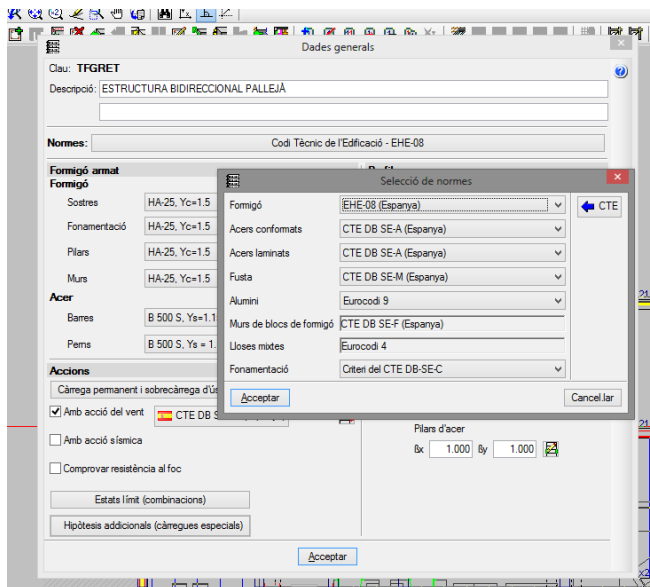 Dades generals
Clau: TFGRET
Descripció: ESTRUCTURA BIDIRECCIONAL PALLEJÀ
Normes: Codi Tècnic de l'Edificació - EHE-08
Formigó armat
Formigó
Sostres HA-25, Yc=1.5
Fonamentació HA-25, Yc=1.5
Pilars HA-25, Yc=1.5
Murs HA-25, Yc=1.5
Acer
Barres B 500 S, Ys=1.1
Perns B 500 S, Ys = 1.
Accions
Càrrega permanent i sobrecàrrega d'ús
Amb acció del vent CTE DB S
Amb acció sísmica
Comprovar resistència al foc
Estats límit (combinacions)
Hipòtesis addicionals (càrregues especials)
Selecció de normes
Formigó EHE-08 (Espanya)
CTE
Acers conformats CTE DB SE-A (Espanya)
Acers laminats CTE DB SE-A (Espanya)
Fusta CTE DB SE-M (Espanya)
Alumini Eurocodi 9
Murs de blocs de formigó CTE DB SE-F (Espanya)
Lloses mixtes Eurocodi 4
Fonamentació Criteri del CTE DB-SE-C
Acceptar Cancel.lar
Pilars d'acer
βx 1.000 βy 1.000
Acceptar